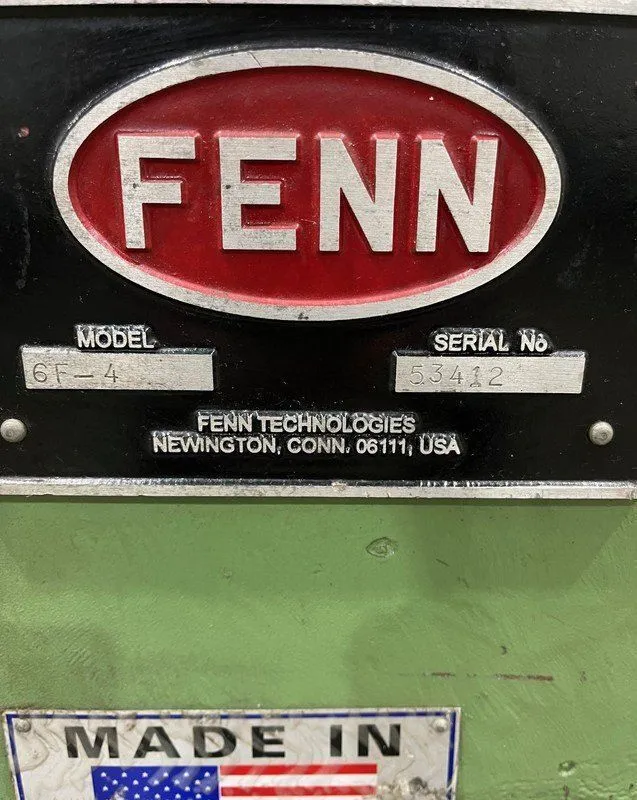 FENN
MODEL
SERIAL No
6F-4
53412
FENN TECHNOLOGIES
NEWINGTON, CONN. 06111, USA
MADE IN